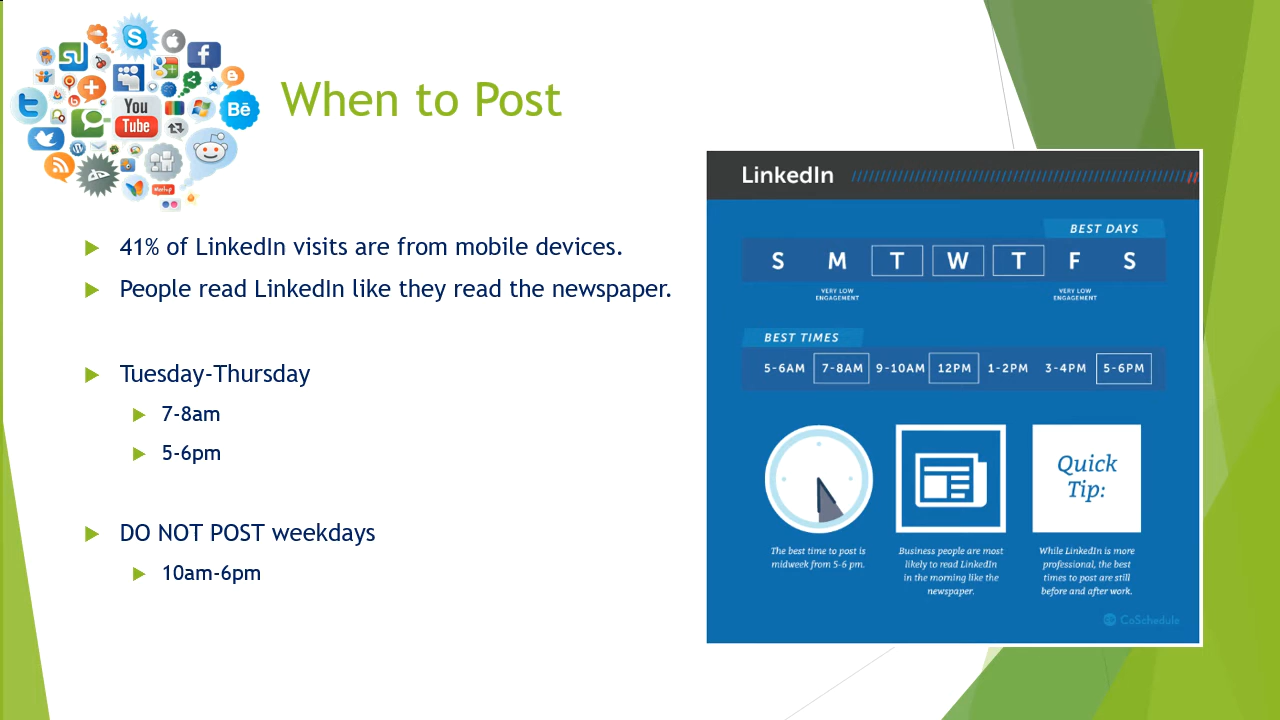 You
Tube
Bē
Meetup
When to Post
41% of LinkedIn visits are from mobile devices.
People read LinkedIn like they read the newspaper.
Tuesday-Thursday
7-8am
5-6pm
DO NOT POST weekdays
10am-6pm
LinkedIn
BEST DAYS
S M T W T F S
VERY LOW
ENGAGEMENT
VERY LOW
ENGAGEMENT
BEST TIMES
5-6AM 7-8AM 9-10AM 12PM 1-2PM 3-4PM 5-6PM
The best time to post is
midweek from 5-6 pm.
Business people are most
likely to read LinkedIn
in the morning like the
newspaper.
Quick
Tip:
While LinkedIn is more
professional, the best
times to post are still
before and after work.
CoSchedule